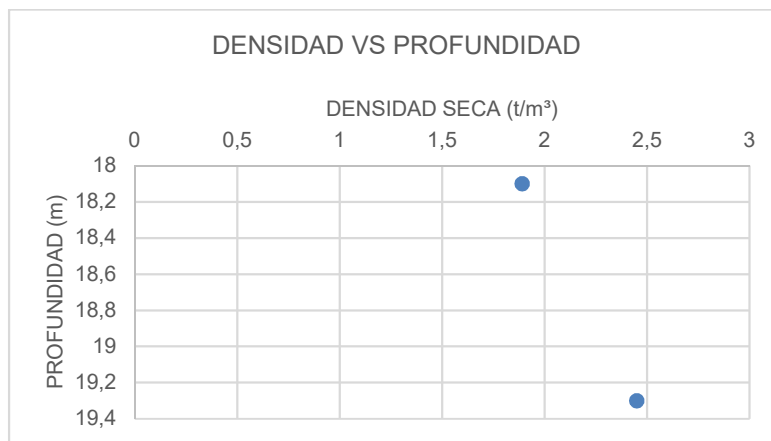 DENSIDAD VS PROFUNDIDAD
DENSIDAD SECA (t/m³)
0 0,5 1 1,5 2 2,5 3
PROFUNDIDAD (m)
18
18,2
18,4
18,6
18,8
19
19,2
19,4